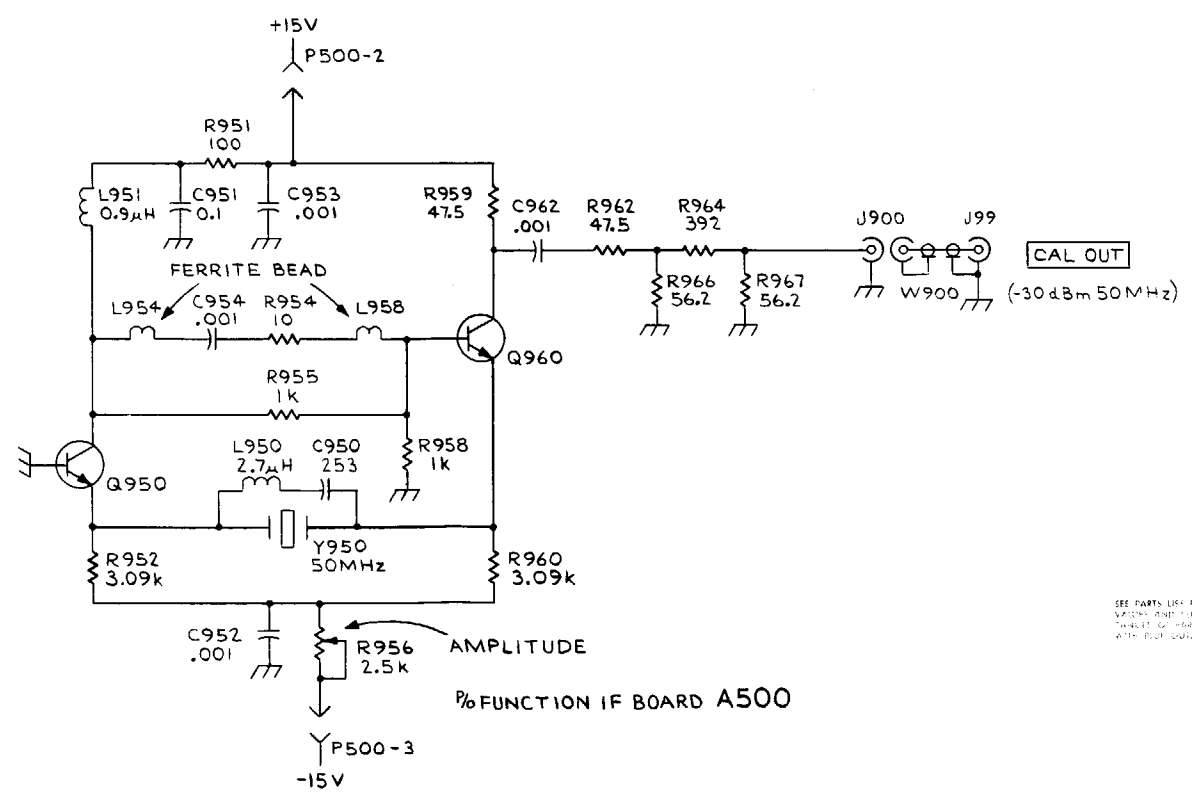 +15V
P500-2
R951
100
L951
0.9µH
C951
0.1
C953
.001
R959
47.5
C962
.001
R962
47.5
R964
392
J900
J99
CAL OUT
R966
56.2
R967
56.2
W900
(-30dBm 50MHz)
FERRITE BEAD
L954
C954
.001
R954
10
L958
Q960
R955
1K
R958
1K
Q950
L950
2.7µH
C950
253
Y950
50MHz
R952
3.09k
R960
3.09k
C952
.001
R956
2.5k
AMPLITUDE
P/O FUNCTION IF BOARD A500
P500-3
-15V
SEE PARTS LIST